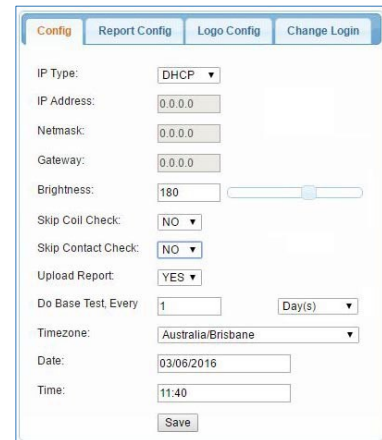 Config Report Config Logo Config Change Login
IP Type: DHCP
IP Address: 0.0.0.0
Netmask: 0.0.0.0
Gateway: 0.0.0.0
Brightness: 180
Skip Coil Check: NO
Skip Contact Check: NO
Upload Report: YES
Do Base Test, Every 1 Day(s)
Timezone: Australia/Brisbane
Date: 03/06/2016
Time: 11:40
Save